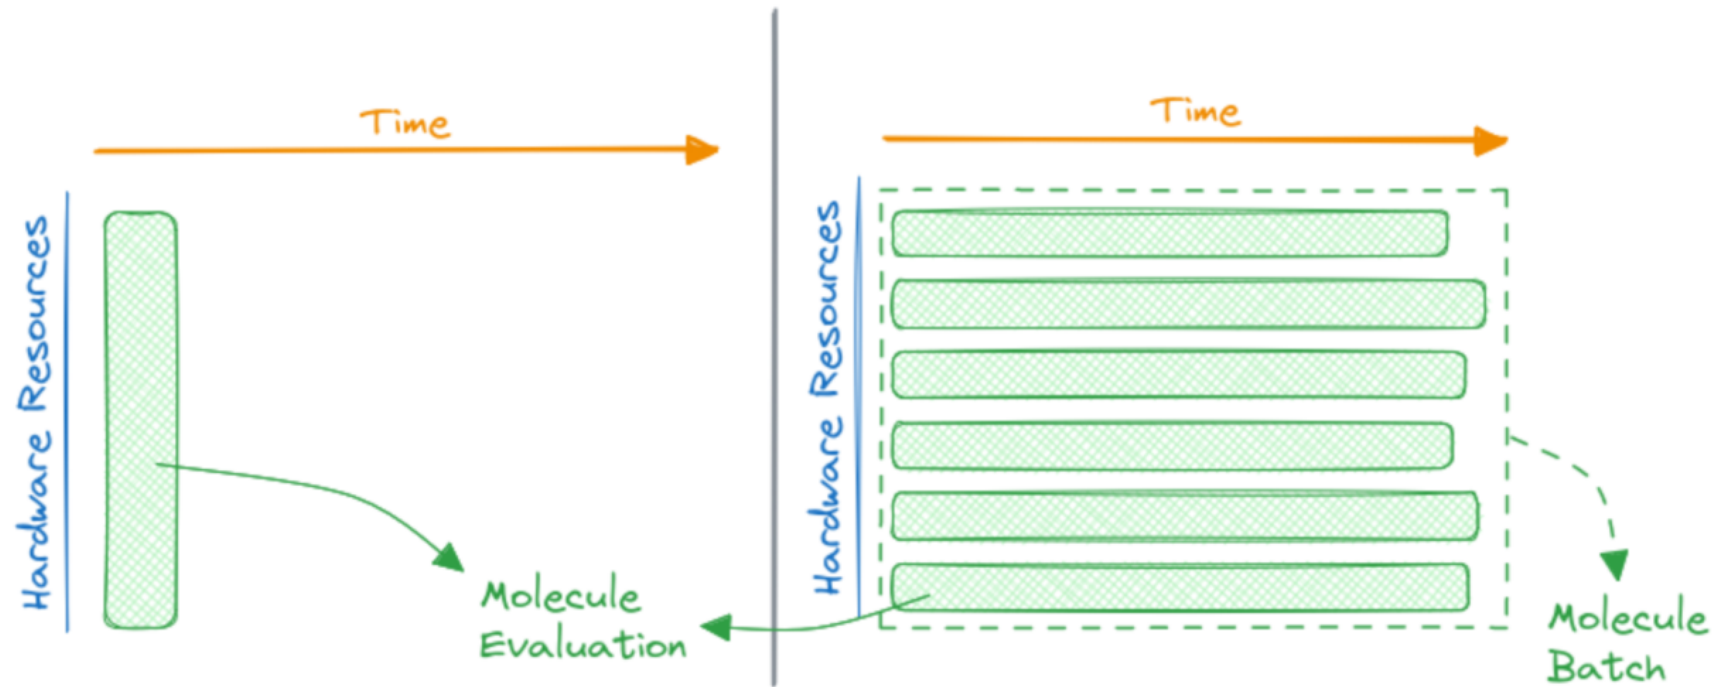 Time
Hardware Resources
Molecule
Evaluation
Time
Hardware Resources
Molecule
Batch